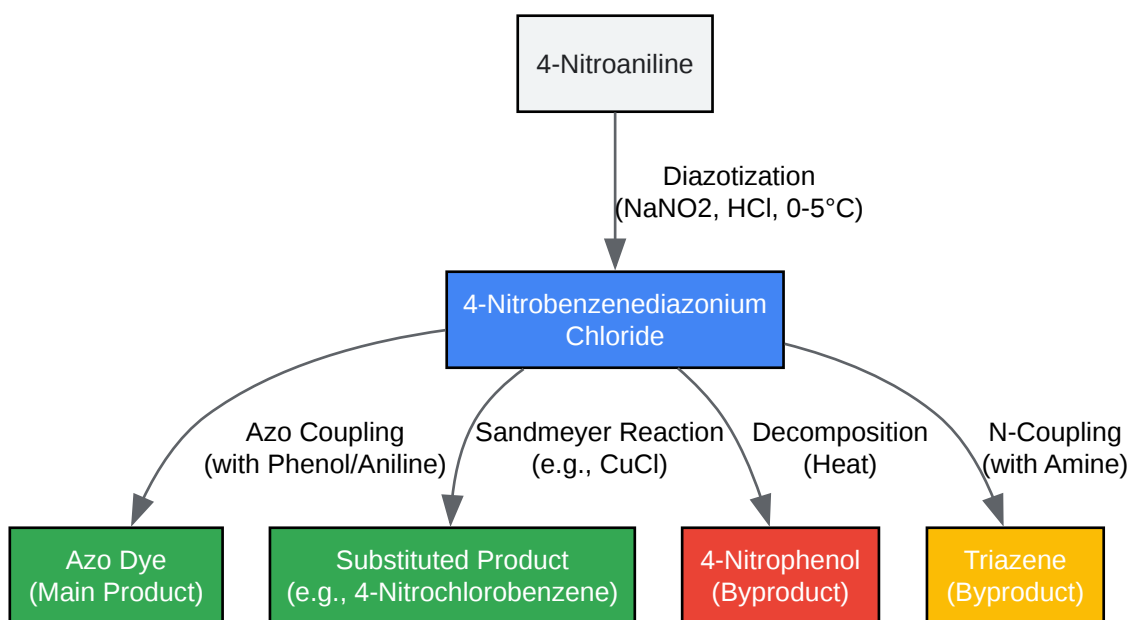 4-Nitroaniline
Diazotization
(NaNO2, HCl, 0-5°C)
4-Nitrobenzenediazonium
Chloride
Azo Coupling
(with Phenol/Aniline)
Sandmeyer Reaction
(e.g., CuCl)
Decomposition
(Heat)
N-Coupling
(with Amine)
Azo Dye
(Main Product)
Substituted Product
(e.g., 4-Nitrochlorobenzene)
4-Nitrophenol
(Byproduct)
Triazene
(Byproduct)